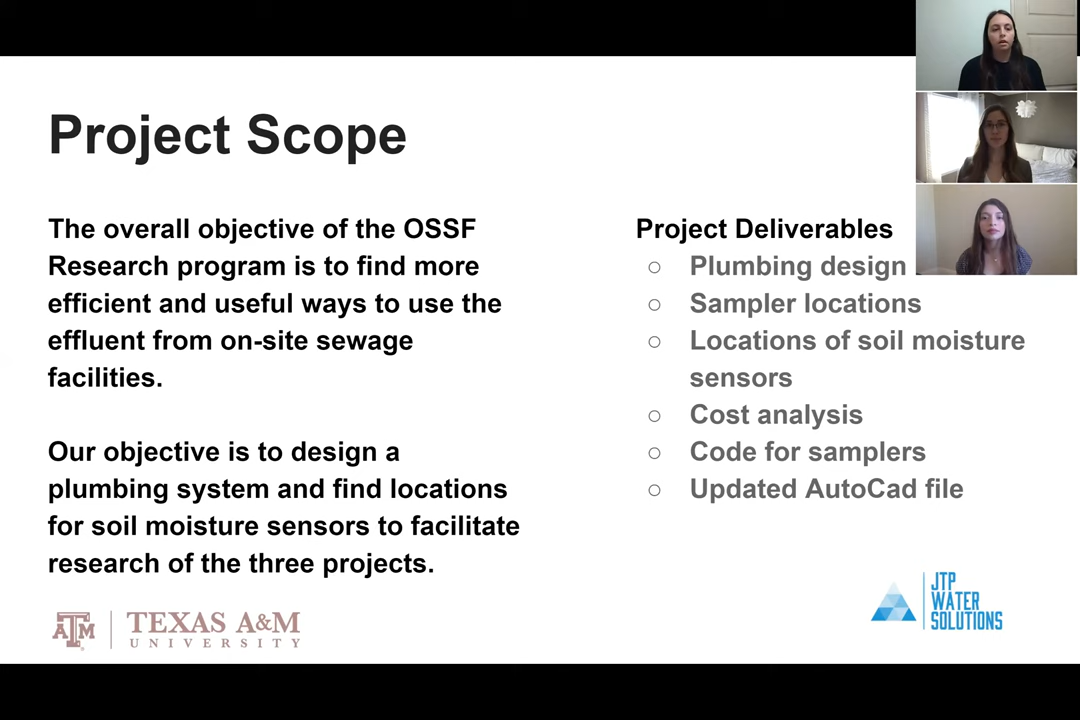 Project Scope
The overall objective of the OSSF
Research program is to find more
efficient and useful ways to use the
effluent from on-site sewage
facilities.
Our objective is to design a
plumbing system and find locations
for soil moisture sensors to facilitate
research of the three projects.
Project Deliverables
○ Plumbing design
○ Sampler locations
○ Locations of soil moisture
sensors
○ Cost analysis
○ Code for samplers
○ Updated AutoCad file
ATM
TEXAS A&M
UNIVERSITY
JTP
WATER
SOLUTIONS